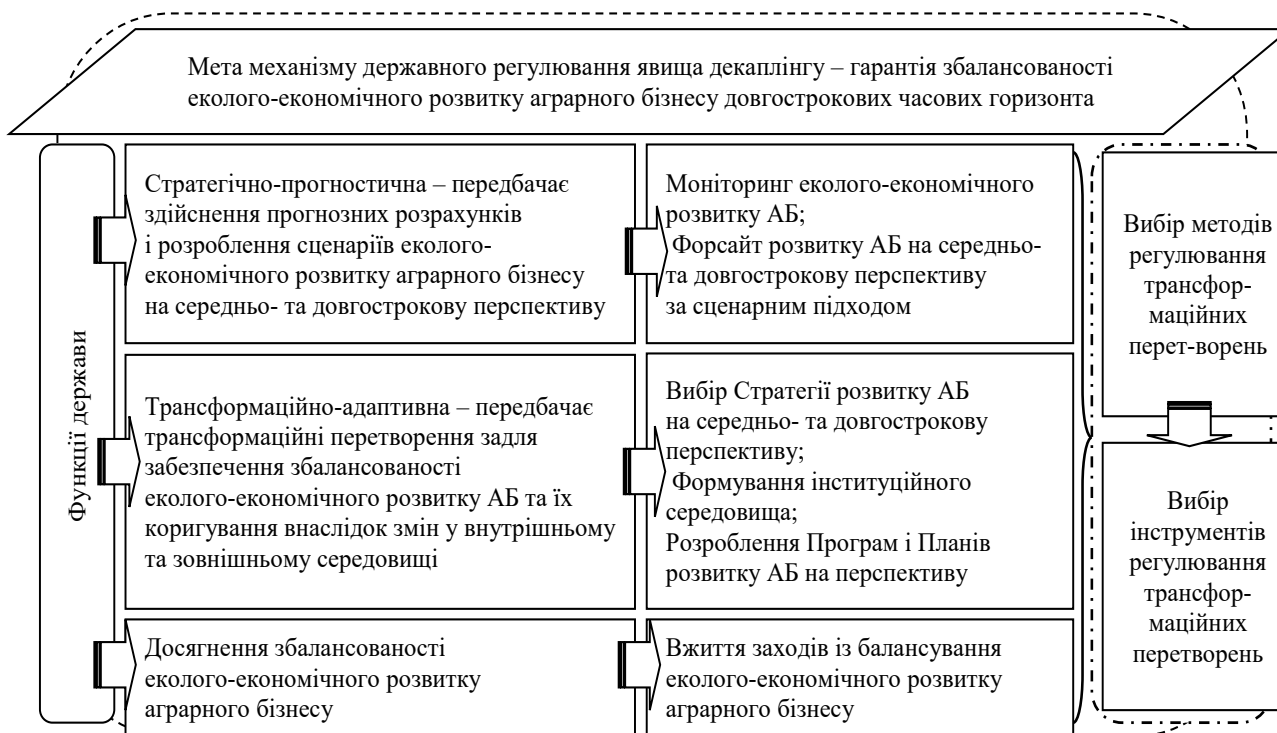 Мета механізму державного регулювання явища декаплінгу – гарантія збалансованості
еколого-економічного розвитку аграрного бізнесу довгострокових часових горизонта
Функції держави
Стратегічно-прогностична – передбачає
здійснення прогнозних розрахунків
і розроблення сценаріїв еколого-
економічного розвитку аграрного бізнесу
на середньо- та довгострокову перспективу
Моніторинг еколого-економічного
розвитку АБ;
Форсайт розвитку АБ на середньо-
та довгострокову перспективу
за сценарним підходом
Трансформаційно-адаптивна – передбачає
трансформаційні перетворення задля
забезпечення збалансованості
еколого-економічного розвитку АБ та їх
коригування внаслідок змін у внутрішньому
та зовнішньому середовищі
Вибір Стратегії розвитку АБ
на середньо- та довгострокову
перспективу;
Формування інституційного
середовища;
Розроблення Програм і Планів
розвитку АБ на перспективу
Досягнення збалансованості
еколого-економічного розвитку
аграрного бізнесу
Вжиття заходів із балансування
еколого-економічного розвитку
аграрного бізнесу
Вибір методів
регулювання
трансфор-
маційних
перет-ворень
Вибір
інструментів
регулювання
трансфор-
маційних
перетворень